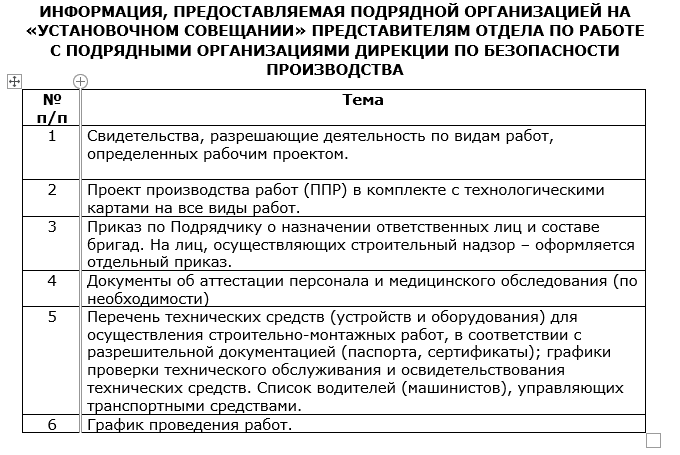 ИНФОРМАЦИЯ, ПРЕДОСТАВЛЯЕМАЯ ПОДРЯДНОЙ ОРГАНИЗАЦИЕЙ НА
«УСТАНОВОЧНОМ СОВЕЩАНИИ» ПРЕДСТАВИТЕЛЯМ ОТДЕЛА ПО РАБОТЕ
С ПОДРЯДНЫМИ ОРГАНИЗАЦИЯМИ ДИРЕКЦИИ ПО БЕЗОПАСНОСТИ
ПРОИЗВОДСТВА
№ Тема
п/п
1 Свидетельства, разрешающие деятельность по видам работ,
определенных рабочим проектом.
2 Проект производства работ (ППР) в комплекте с технологическими
картами на все виды работ.
3 Приказ по Подрядчику о назначении ответственных лиц и составе
бригад. На лиц, осуществляющих строительный надзор – оформляется
отдельный приказ.
4 Документы об аттестации персонала и медицинского обследования (по
необходимости)
5 Перечень технических средств (устройств и оборудования) для
осуществления строительно-монтажных работ, в соответствии с
разрешительной документацией (паспорта, сертификаты); графики
проверки технического обслуживания и освидетельствования
технических средств. Список водителей (машинистов), управляющих
транспортными средствами.
6 График проведения работ.